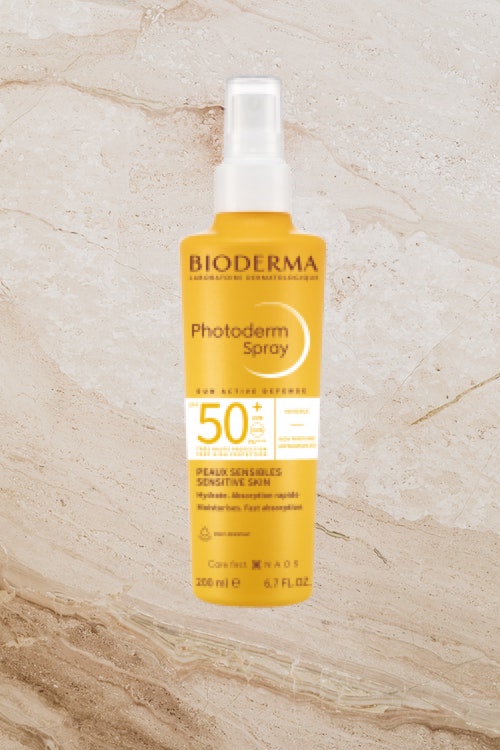 BIODERMA
LABORATOIRE DERMATOLOGIQUE
Photoderm
Spray
SUN ACTIVE DEFENSE
50+
PEAUX SENSIBLES
SENSITIVE SKIN
Hydrate. Absorption rapide
Moisturises. Fast absorption
Care first. NAOS
200 ml e 6.7 FL.OZ.